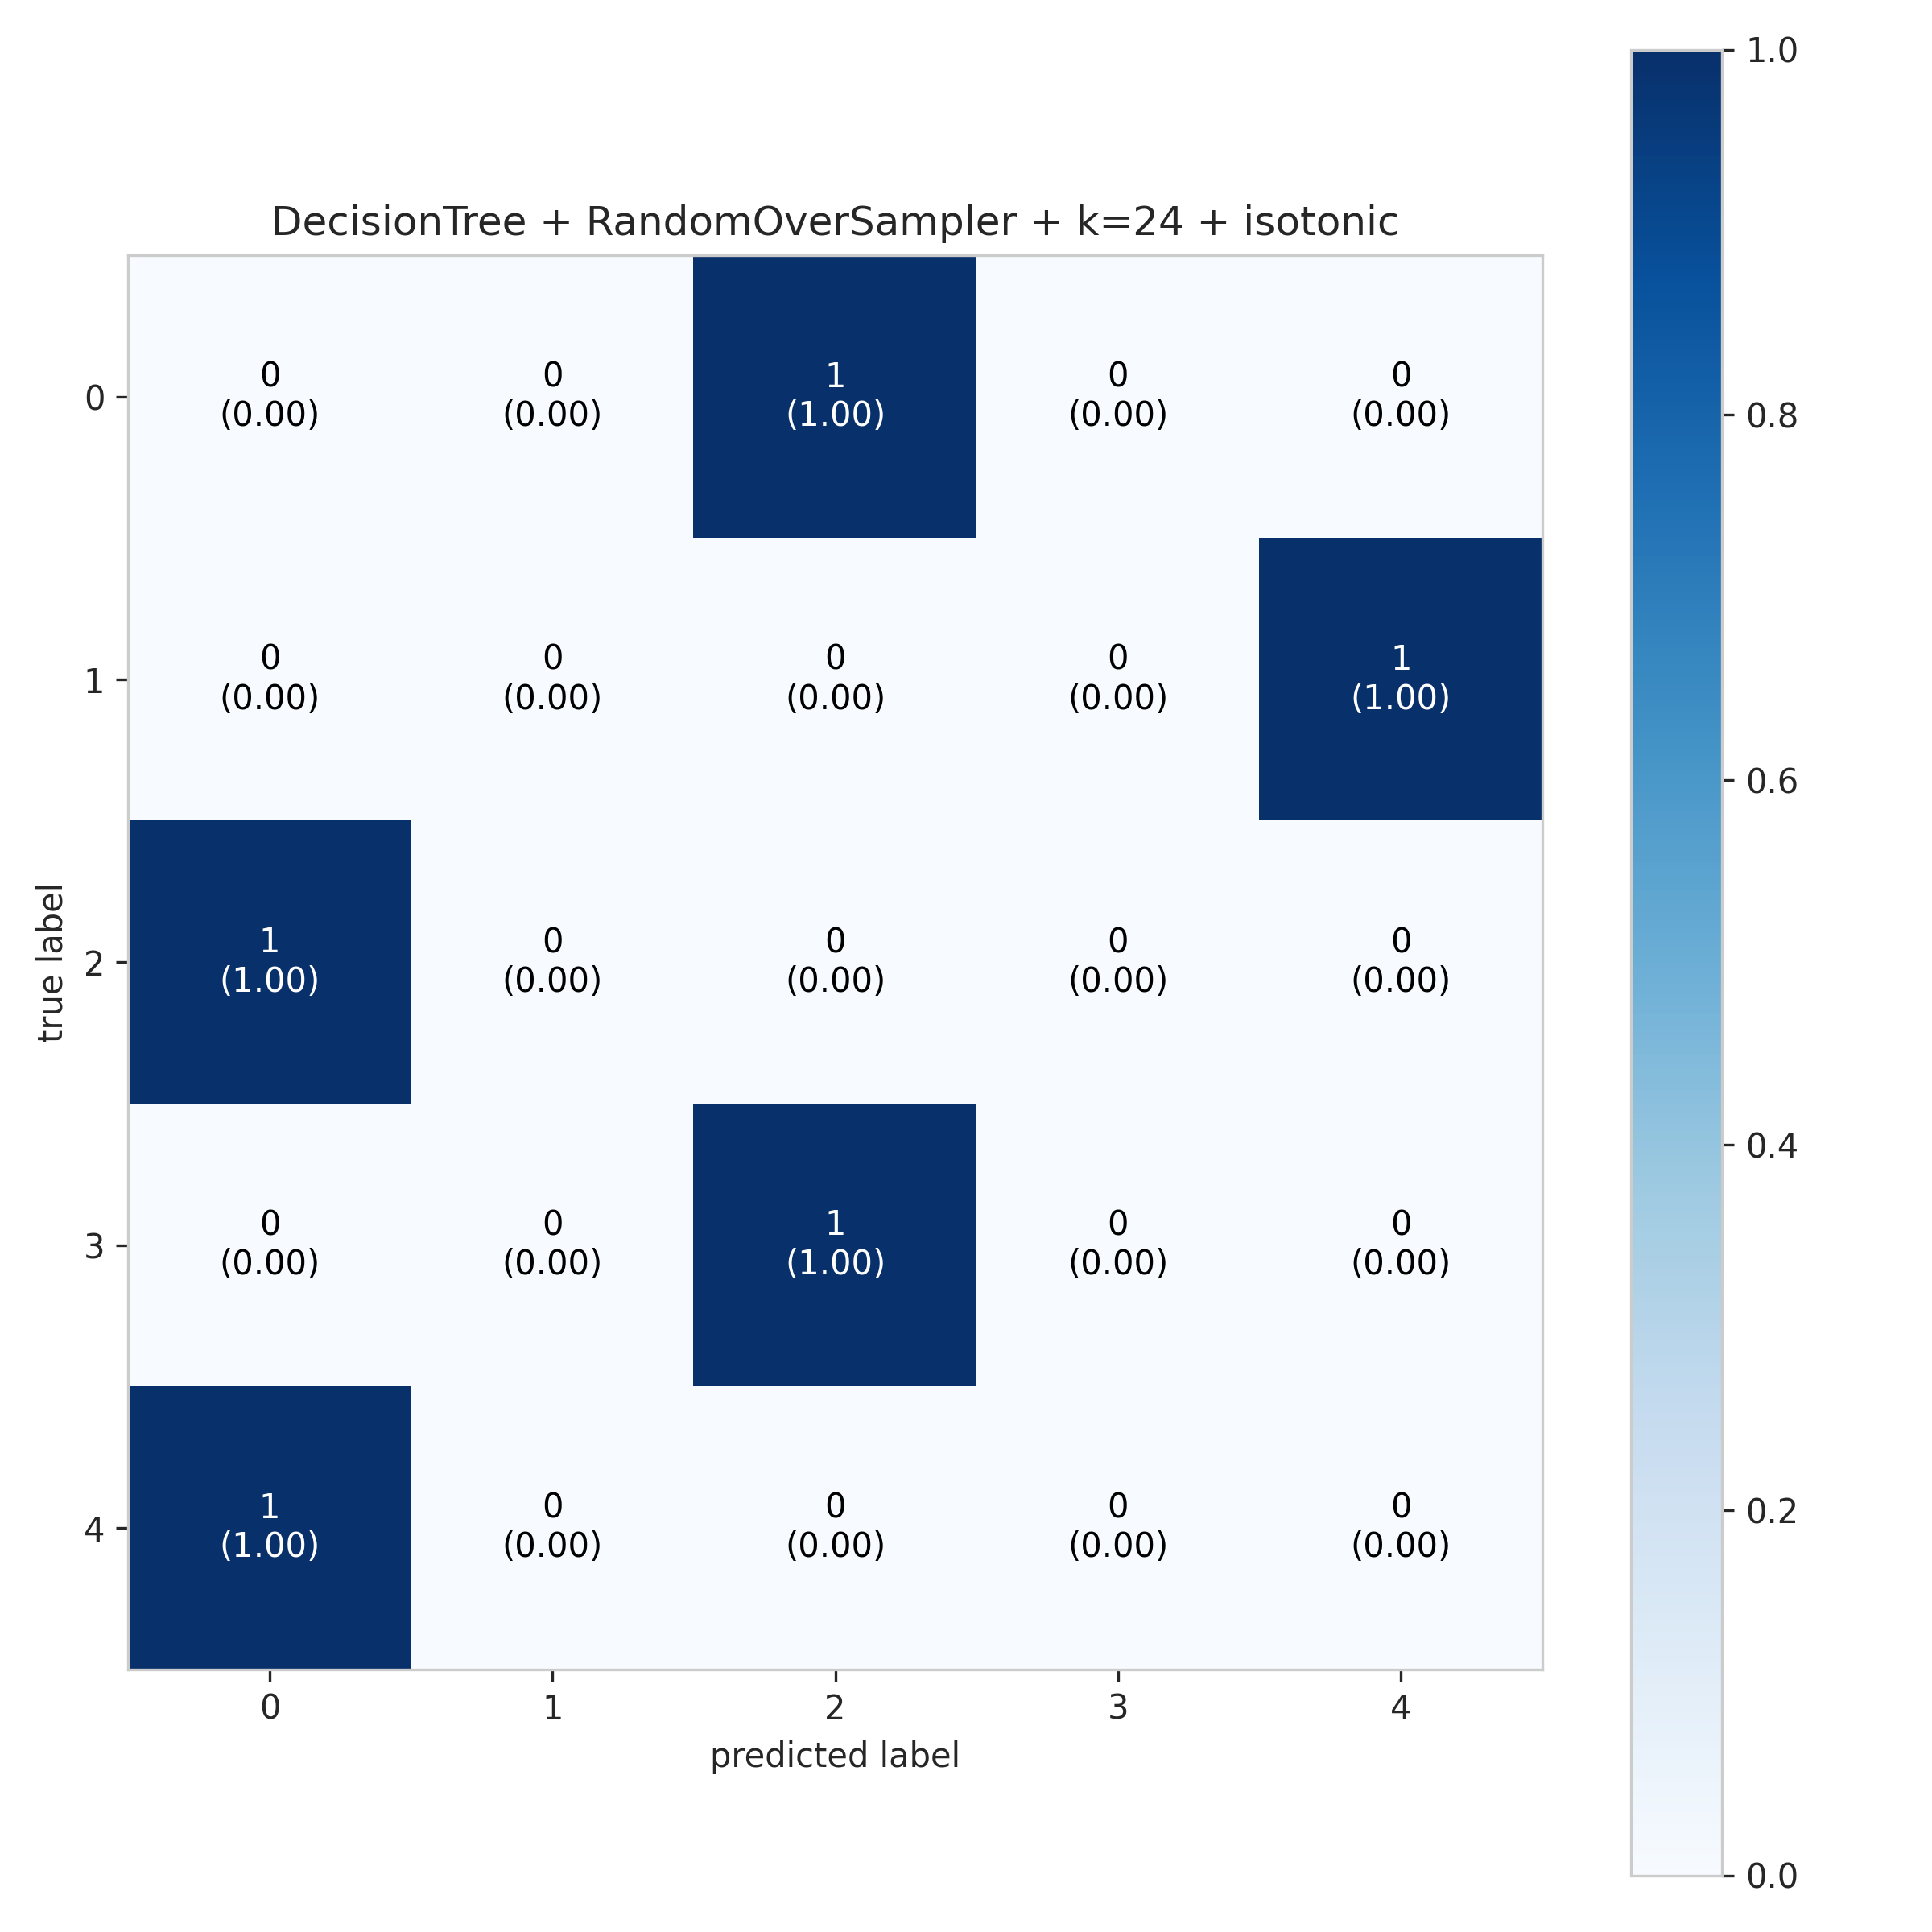 DecisionTree + RandomOverSampler + k=24 + isotonic
0 0 1 0 0
0 (0.00) (0.00) (1.00) (0.00) (0.00)
0 0 0 0 1
1 (0.00) (0.00) (0.00) (0.00) (1.00)
1 0 0 0 0
2 (1.00) (0.00) (0.00) (0.00) (0.00)
0 0 1 0 0
3 (0.00) (0.00) (1.00) (0.00) (0.00)
1 0 0 0 0
4 (1.00) (0.00) (0.00) (0.00) (0.00)
0 1 2 3 4
predicted label
true label
1.0
0.8
0.6
0.4
0.2
0.0